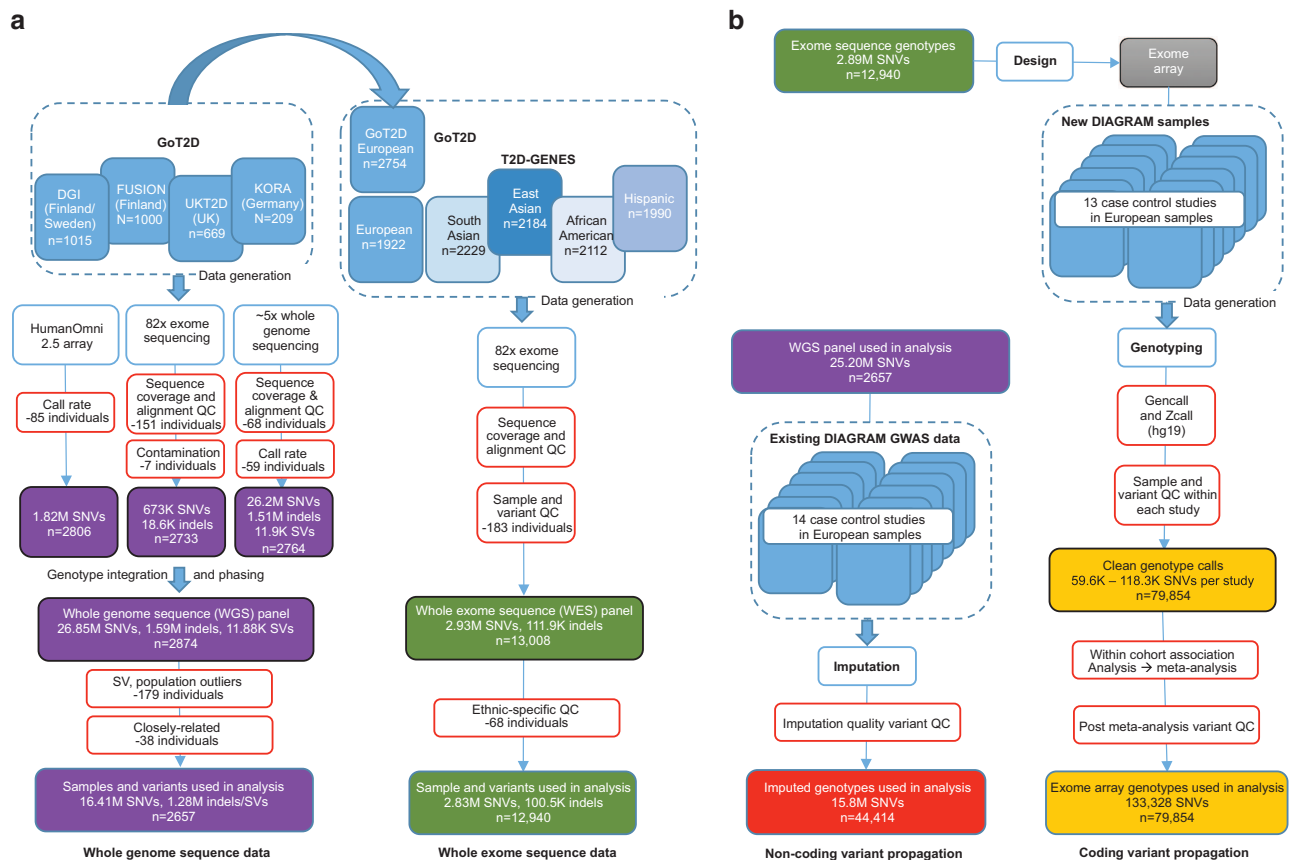 a
GoT2D
DGI
(Finland/
Sweden)
n=1015
FUSION
(Finland)
N=1000
UKT2D
(UK)
n=669
KORA
(Germany)
N=209
Data generation
HumanOmni
2.5 array
82x exome
sequencing
~5x whole
genome
sequencing
Call rate
-85 individuals
Sequence
coverage and
alignment QC
-151 individuals
Sequence
coverage &
alignment QC
-68 individuals
Contamination
-7 individuals
Call rate
-59 individuals
1.82M SNVs
n=2806
673K SNVs
18.6K indels
n=2733
26.2M SNVs
1.51M indels
11.9K SVs
n=2764
Genotype integration and phasing
Whole genome sequence (WGS) panel
26.85M SNVs, 1.59M indels, 11.88K SVs
n=2874
SV, population outliers
-179 individuals
Closely-related
-38 individuals
Samples and variants used in analysis
16.41M SNVs, 1.28M indels/SVs
n=2657
Whole genome sequence data
GoT2D
European
n=2754
GoT2D
T2D-GENES
European
n=1922
South
Asian
n=2229
East
Asian
n=2184
African
American
n=2112
Hispanic
n=1990
Data generation
82x exome
sequencing
Sequence
coverage and
alignment QC
Sample and
variant QC
-183 individuals
Whole exome sequence (WES) panel
2.93M SNVs, 111.9K indels
n=13,008
Ethnic-specific QC
-68 individuals
Sample and variants used in analysis
2.83M SNVs, 100.5K indels
n=12,940
Whole exome sequence data
b
Exome sequence genotypes
2.89M SNVs
n=12,940
Design
Exome
array
WGS panel used in analysis
25.20M SNVs
n=2657
Existing DIAGRAM GWAS data
14 case control studies
in European samples
Imputation
Imputation quality variant QC
Imputed genotypes used in analysis
15.8M SNVs
n=44,414
Non-coding variant propagation
New DIAGRAM samples
13 case control studies
in European samples
Data generation
Genotyping
Gencall
and Zcall
(hg19)
Sample and
variant QC within
each study
Clean genotype calls
59.6K – 118.3K SNVs per study
n=79,854
Within cohort association
Analysis → meta-analysis
Post meta-analysis variant QC
Exome array genotypes used in analysis
133,328 SNVs
n=79,854
Coding variant propagation